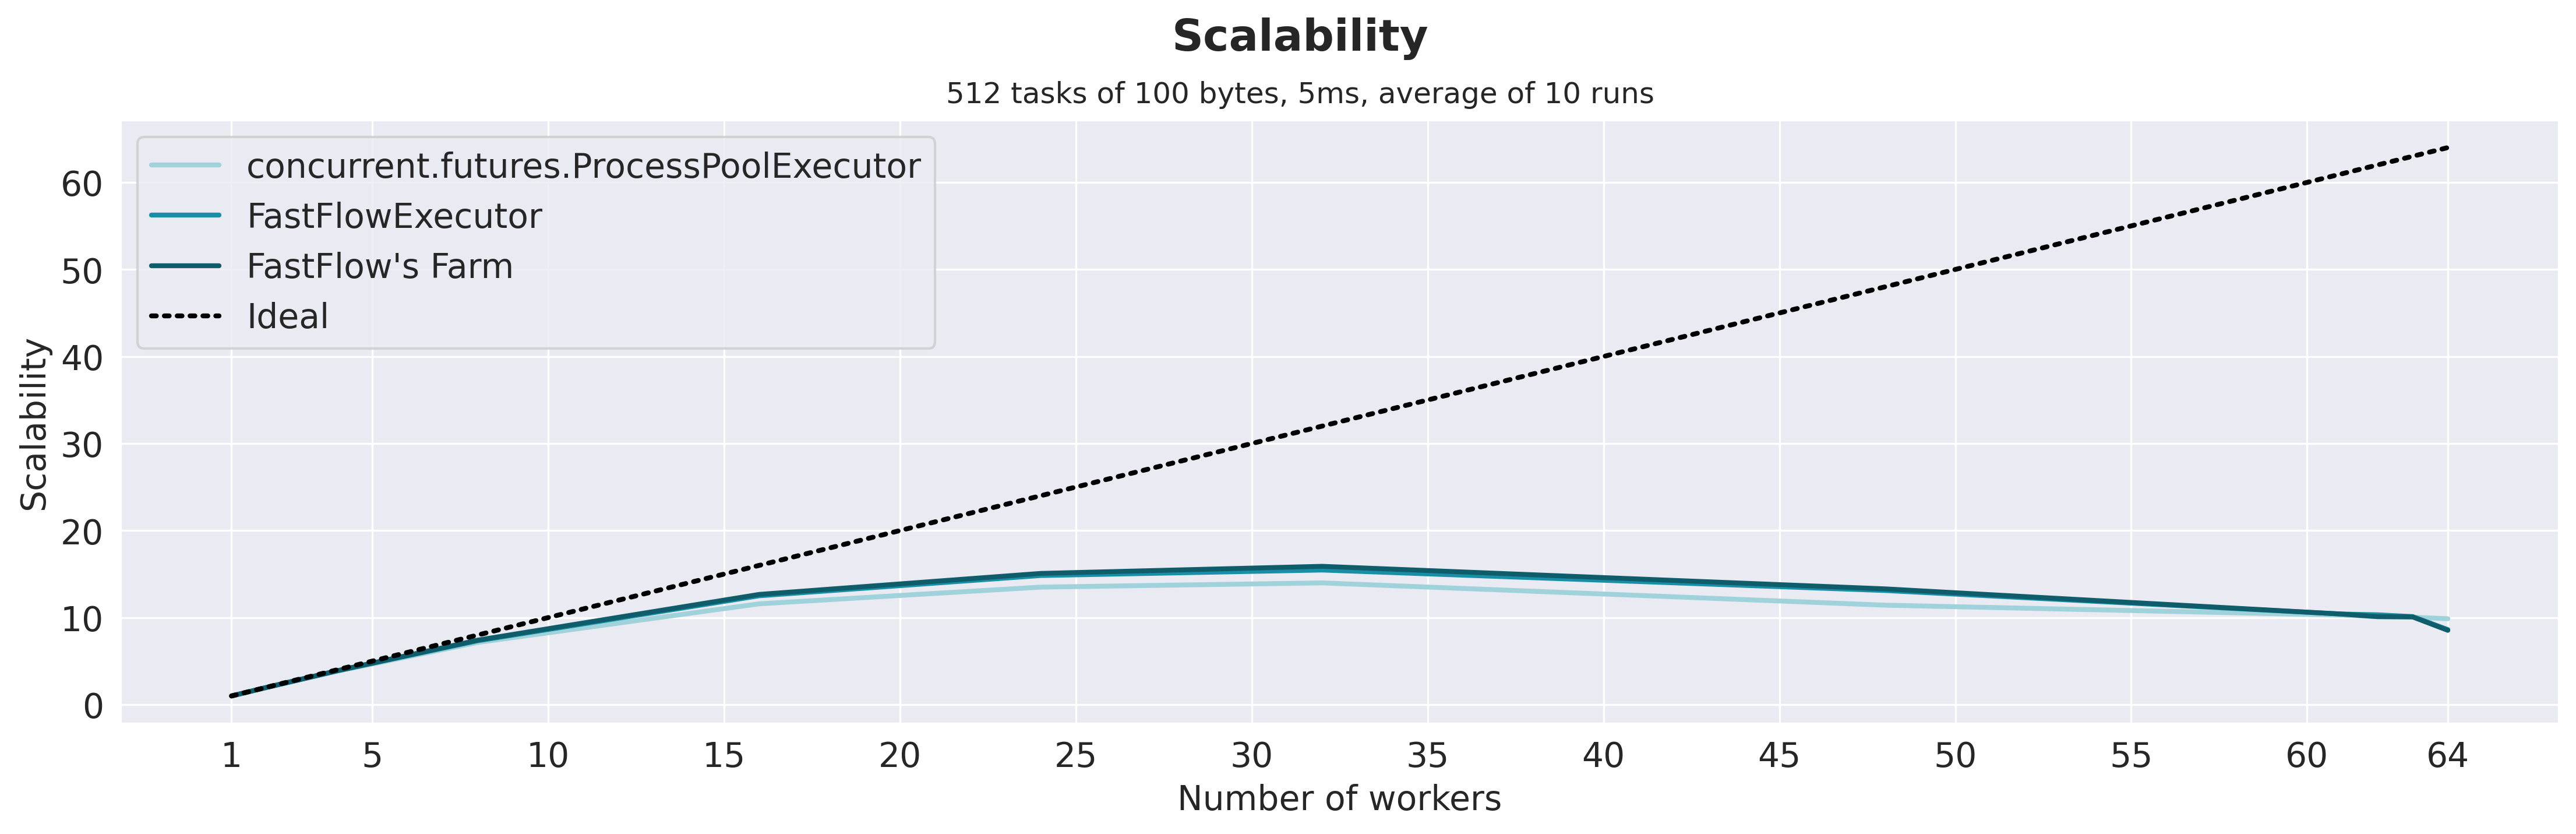 Scalability
512 tasks of 100 bytes, 5ms, average of 10 runs
concurrent.futures.ProcessPoolExecutor
FastFlowExecutor
FastFlow's Farm
Ideal
Scalability
60
50
40
30
20
10
0
1 5 10 15 20 25 30 35 40 45 50 55 60 64
Number of workers